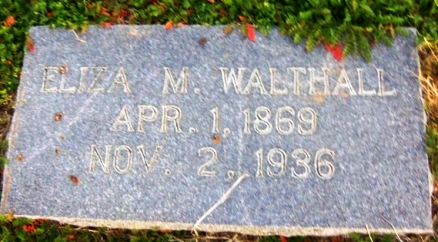 ELIZA M. WALTHALL
APR. 1, 1869
NOV. 2, 1936